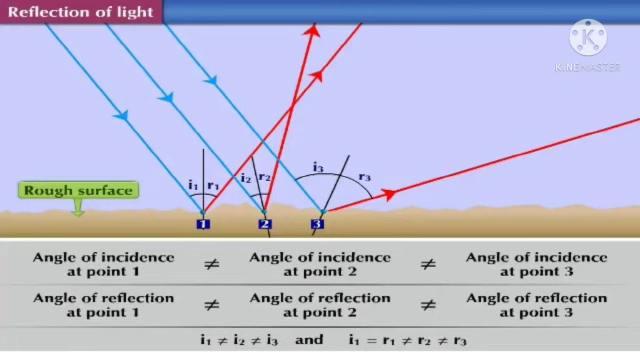 Reflection of light
K
KINEMASTER
i₃
i₁ r₁ i₂ r₂ r₃
Rough surface
1 2 3
Angle of incidence at point 1 ≠ Angle of incidence at point 2 ≠ Angle of incidence at point 3
Angle of reflection at point 1 ≠ Angle of reflection at point 2 ≠ Angle of reflection at point 3
i₁ ≠ i₂ ≠ i₃ and i₁ = r₁ ≠ r₂ ≠ r₃